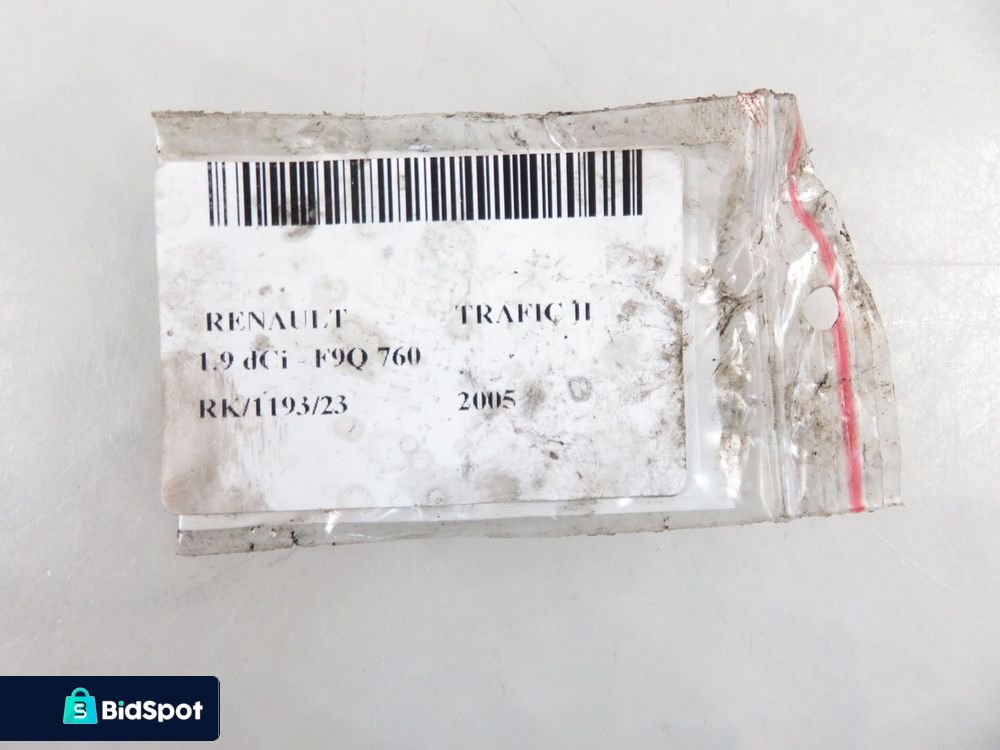 RENAULT TRAFIC II
1.9 dCi - F9Q 760
RK/1193/23 2005
BidSpot